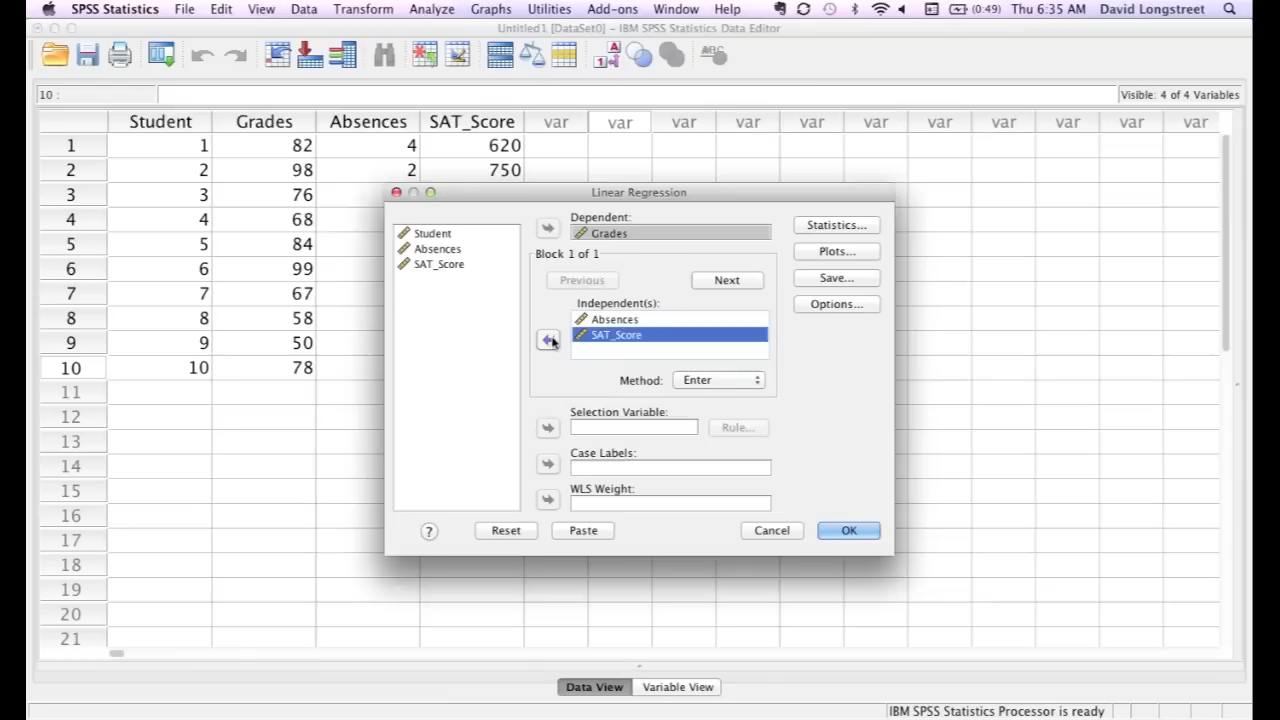 SPSS Statistics File Edit View Data Transform Analyze Graphs Utilities Add-ons Window Help (0:49) Thu 6:35 AM David Longstreet
Untitled1 [DataSet0] – IBM SPSS Statistics Data Editor
10 : Visible: 4 of 4 Variables
Student Grades Absences SAT_Score var var var var var var var var var var var
1 1 82 4 620
2 2 98 2 750
3 3 76
4 4 68
5 5 84
6 6 99
7 7 67
8 8 58
9 9 50
10 10 78
11
12
13
14
15
16
17
18
19
20
21
Linear Regression
Student
Absences
SAT_Score
Dependent:
Grades
Block 1 of 1
Previous Next
Independent(s):
Absences
SAT_Score
Method: Enter
Selection Variable:
Rule...
Case Labels:
WLS Weight:
Statistics...
Plots...
Save...
Options...
? Reset Paste Cancel OK
Data View Variable View
IBM SPSS Statistics Processor is ready